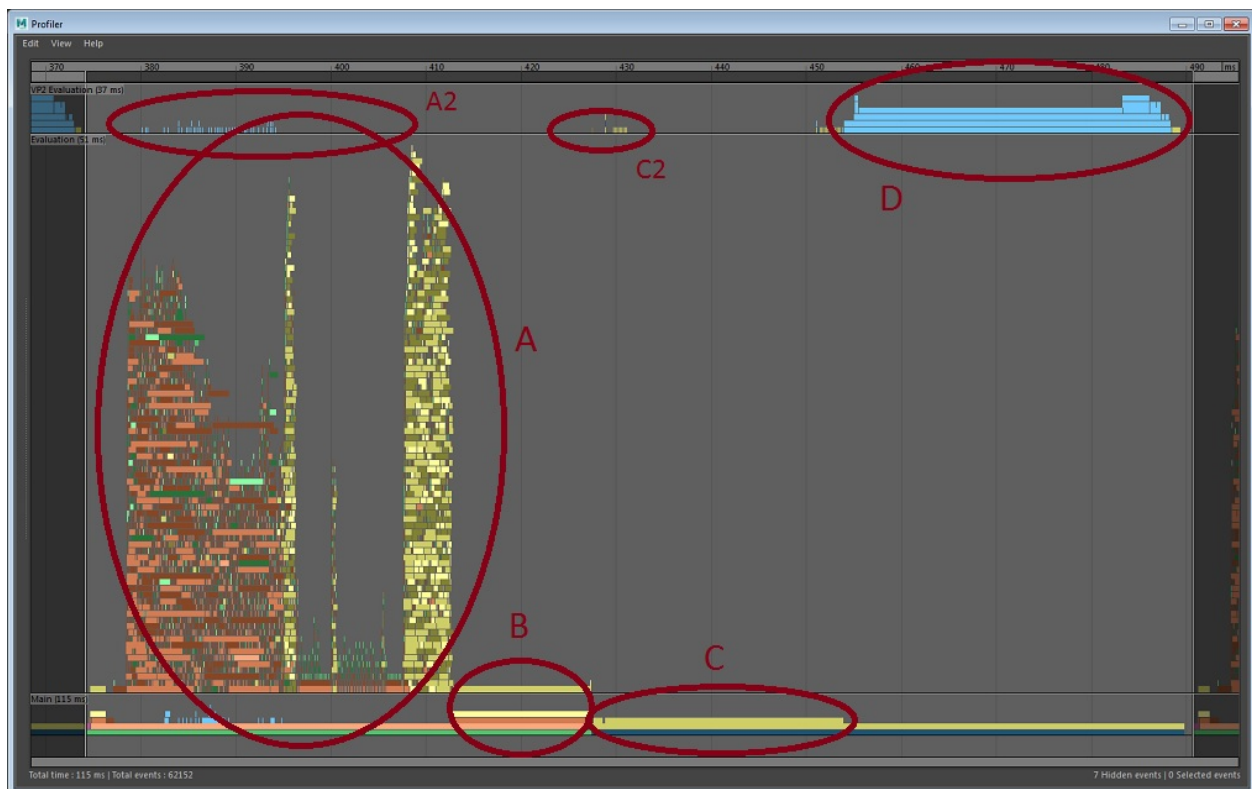 Profiler
Edit View Help
370 380 390 400 410 420 430 440 450 460 470 480 490 ms
VP2 Evaluation (37 ms)
A2
Evaluation (51 ms)
C2
D
A
B
C
Main (115 ms)
Total time : 115 ms | Total events : 62152
7 Hidden events | 0 Selected events